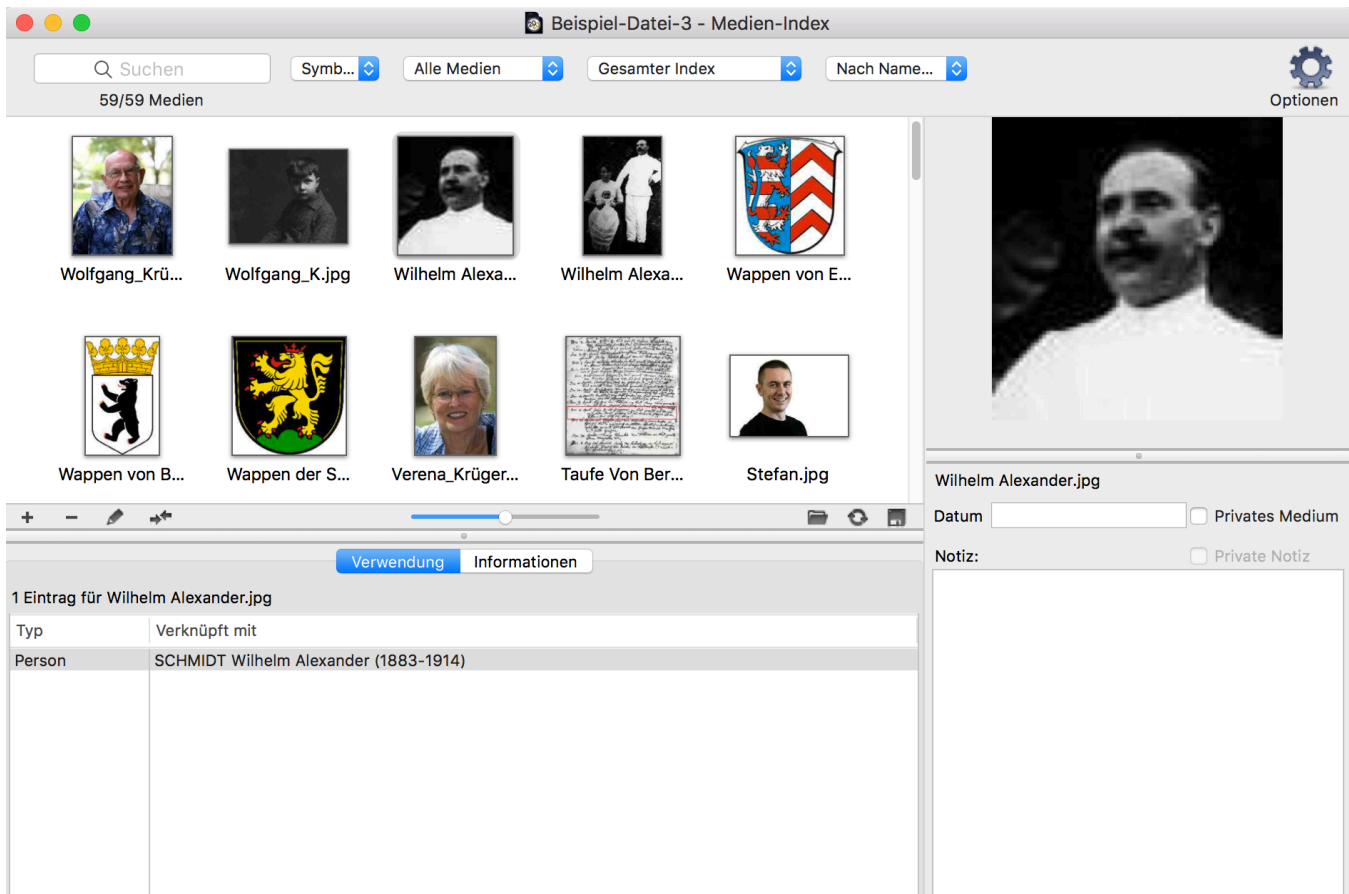 Beispiel-Datei-3 - Medien-Index
Suchen
Symb...
Alle Medien
Gesamter Index
Nach Name...
59/59 Medien
Optionen
Wolfgang_Krü...
Wolfgang_K.jpg
Wilhelm Alexa...
Wilhelm Alexa...
Wappen von E...
Wappen von B...
Wappen der S...
Verena_Krüger...
Taufe Von Ber...
Stefan.jpg
Wilhelm Alexander.jpg
Datum
Privates Medium
Notiz:
Private Notiz
Verwendung
Informationen
1 Eintrag für Wilhelm Alexander.jpg
Typ
Verknüpft mit
Person
SCHMIDT Wilhelm Alexander (1883-1914)